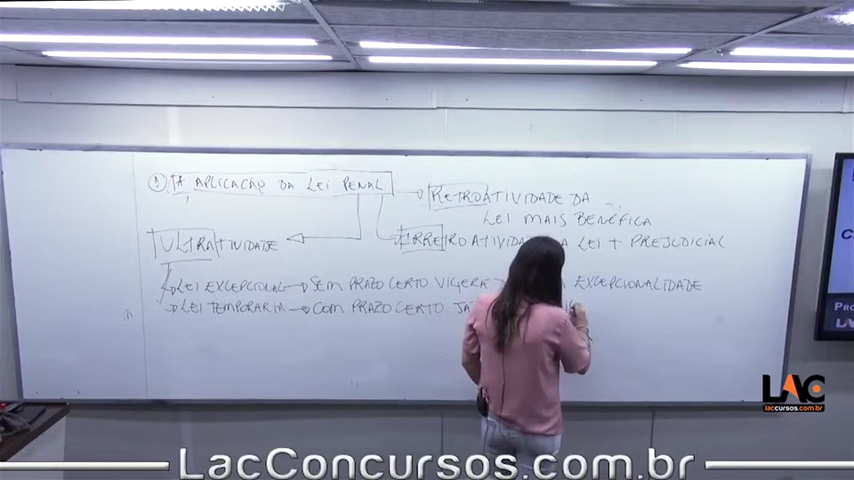 1 A APLICAÇÃO DA LEI PENAL
RETROATIVIDADE DA
LEI MAIS BENÉFICA
ULTRATIVIDADE
IRRETROATIVIDADE DA LEI + PREJUDICIAL
LEI EXCEPCIONAL → SEM PRAZO CERTO VIGERÁ EXCEPCIONALIDADE
LEI TEMPORÁRIA → COM PRAZO CERTO JÁ
LAC
laccursos.com.br
LacConcursos.com.br